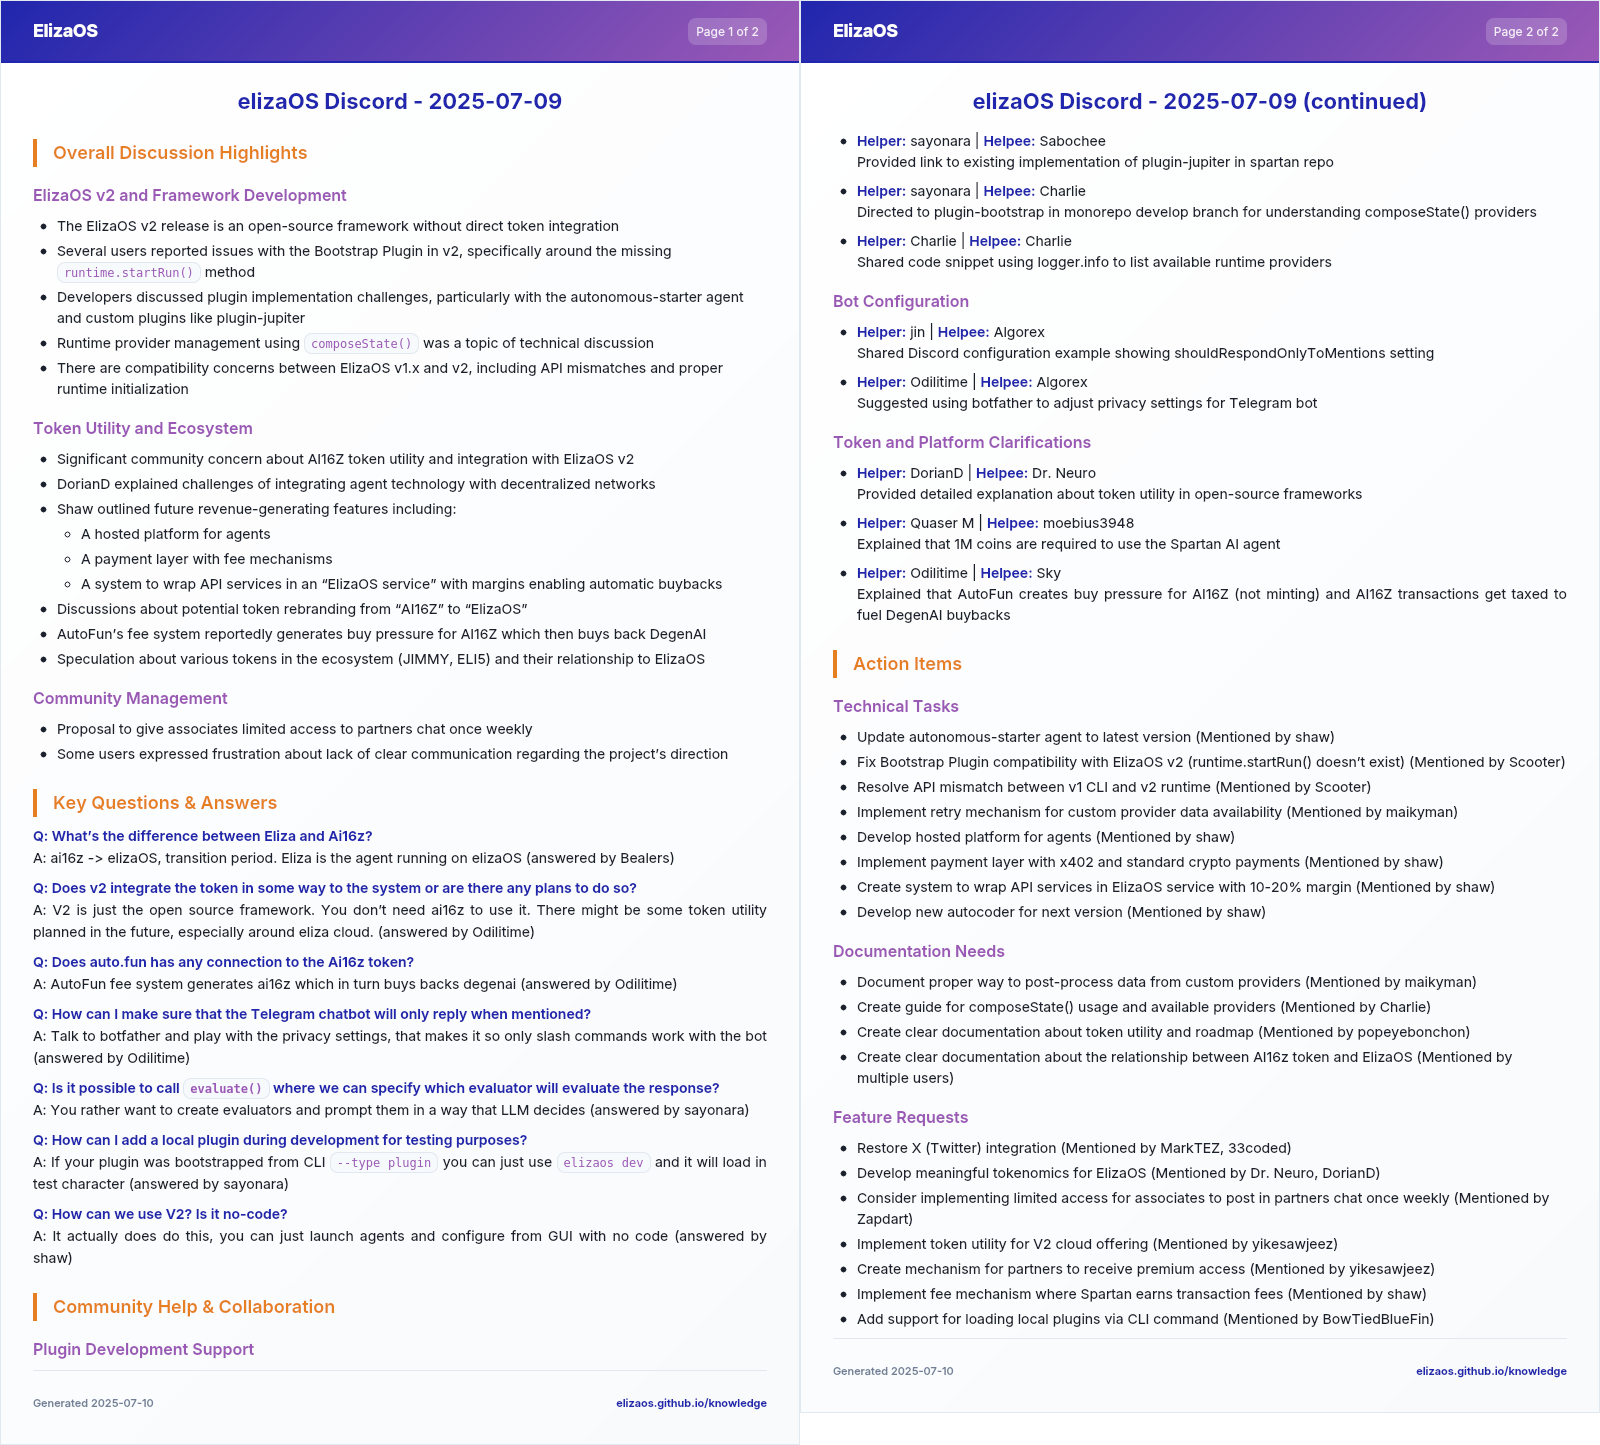 ElizaOS
Page 1 of 2
elizaOS Discord - 2025-07-09
Overall Discussion Highlights
ElizaOS v2 and Framework Development
• The ElizaOS v2 release is an open-source framework without direct token integration
• Several users reported issues with the Bootstrap Plugin in v2, specifically around the missing
runtime.startRun() method
• Developers discussed plugin implementation challenges, particularly with the autonomous-starter agent
and custom plugins like plugin-jupiter
• Runtime provider management using composeState() was a topic of technical discussion
• There are compatibility concerns between ElizaOS v1.x and v2, including API mismatches and proper
runtime initialization
Token Utility and Ecosystem
• Significant community concern about AI16Z token utility and integration with ElizaOS v2
• DorianD explained challenges of integrating agent technology with decentralized networks
• Shaw outlined future revenue-generating features including:
◦ A hosted platform for agents
◦ A payment layer with fee mechanisms
◦ A system to wrap API services in an “ElizaOS service” with margins enabling automatic buybacks
• Discussions about potential token rebranding from “AI16Z” to “ElizaOS”
• AutoFun’s fee system reportedly generates buy pressure for AI16Z which then buys back DegenAI
• Speculation about various tokens in the ecosystem (JIMMY, ELI5) and their relationship to ElizaOS
Community Management
• Proposal to give associates limited access to partners chat once weekly
• Some users expressed frustration about lack of clear communication regarding the project’s direction
Key Questions & Answers
Q: What’s the difference between Eliza and Ai16z?
A: ai16z -> elizaOS, transition period. Eliza is the agent running on elizaOS (answered by Bealers)
Q: Does v2 integrate the token in some way to the system or are there any plans to do so?
A: V2 is just the open source framework. You don’t need ai16z to use it. There might be some token utility
planned in the future, especially around eliza cloud. (answered by Odilitime)
Q: Does auto.fun has any connection to the Ai16z token?
A: AutoFun fee system generates ai16z which in turn buys backs degenai (answered by Odilitime)
Q: How can I make sure that the Telegram chatbot will only reply when mentioned?
A: Talk to botfather and play with the privacy settings, that makes it so only slash commands work with the bot
(answered by Odilitime)
Q: Is it possible to call evaluate() where we can specify which evaluator will evaluate the response?
A: You rather want to create evaluators and prompt them in a way that LLM decides (answered by sayonara)
Q: How can I add a local plugin during development for testing purposes?
A: If your plugin was bootstrapped from CLI --type plugin you can just use elizaos dev and it will load in
test character (answered by sayonara)
Q: How can we use V2? Is it no-code?
A: It actually does do this, you can just launch agents and configure from GUI with no code (answered by
shaw)
Community Help & Collaboration
Plugin Development Support
Generated 2025-07-10
elizaos.github.io/knowledge
ElizaOS
Page 2 of 2
elizaOS Discord - 2025-07-09 (continued)
• Helper: sayonara | Helpee: Sabochee
Provided link to existing implementation of plugin-jupiter in spartan repo
• Helper: sayonara | Helpee: Charlie
Directed to plugin-bootstrap in monorepo develop branch for understanding composeState() providers
• Helper: Charlie | Helpee: Charlie
Shared code snippet using logger.info to list available runtime providers
Bot Configuration
• Helper: jin | Helpee: Algorex
Shared Discord configuration example showing shouldRespondOnlyToMentions setting
• Helper: Odilitime | Helpee: Algorex
Suggested using botfather to adjust privacy settings for Telegram bot
Token and Platform Clarifications
• Helper: DorianD | Helpee: Dr. Neuro
Provided detailed explanation about token utility in open-source frameworks
• Helper: Quaser M | Helpee: moebius3948
Explained that 1M coins are required to use the Spartan AI agent
• Helper: Odilitime | Helpee: Sky
Explained that AutoFun creates buy pressure for AI16Z (not minting) and AI16Z transactions get taxed to
fuel DegenAI buybacks
Action Items
Technical Tasks
• Update autonomous-starter agent to latest version (Mentioned by shaw)
• Fix Bootstrap Plugin compatibility with ElizaOS v2 (runtime.startRun() doesn’t exist) (Mentioned by Scooter)
• Resolve API mismatch between v1 CLI and v2 runtime (Mentioned by Scooter)
• Implement retry mechanism for custom provider data availability (Mentioned by maikyman)
• Develop hosted platform for agents (Mentioned by shaw)
• Implement payment layer with x402 and standard crypto payments (Mentioned by shaw)
• Create system to wrap API services in ElizaOS service with 10-20% margin (Mentioned by shaw)
• Develop new autocoder for next version (Mentioned by shaw)
Documentation Needs
• Document proper way to post-process data from custom providers (Mentioned by maikyman)
• Create guide for composeState() usage and available providers (Mentioned by Charlie)
• Create clear documentation about token utility and roadmap (Mentioned by popeyebonchon)
• Create clear documentation about the relationship between AI16z token and ElizaOS (Mentioned by
multiple users)
Feature Requests
• Restore X (Twitter) integration (Mentioned by MarkTEZ, 33coded)
• Develop meaningful tokenomics for ElizaOS (Mentioned by Dr. Neuro, DorianD)
• Consider implementing limited access for associates to post in partners chat once weekly (Mentioned by
Zapdart)
• Implement token utility for V2 cloud offering (Mentioned by yikesawjeez)
• Create mechanism for partners to receive premium access (Mentioned by yikesawjeez)
• Implement fee mechanism where Spartan earns transaction fees (Mentioned by shaw)
• Add support for loading local plugins via CLI command (Mentioned by BowTiedBlueFin)
Generated 2025-07-10
elizaos.github.io/knowledge